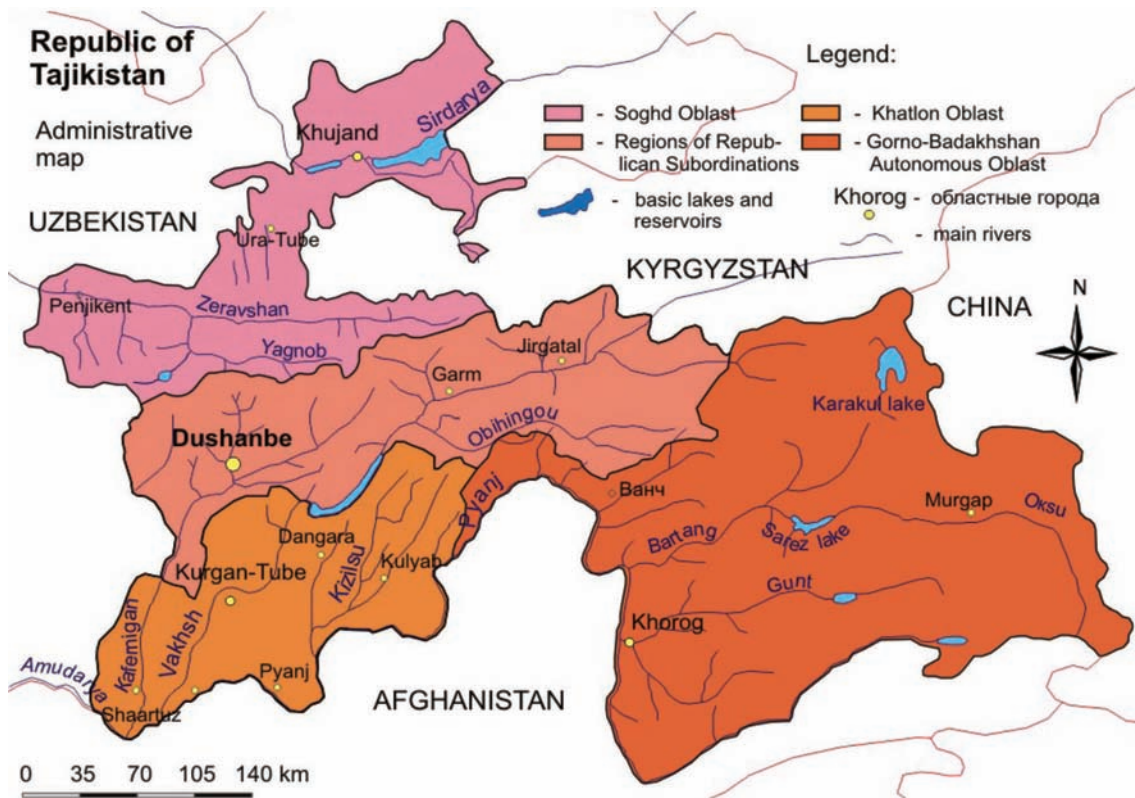 Republic of
Tajikistan
Administrative
map
Legend:
- Soghd Oblast
- Regions of Repub-
lican Subordinations
- basic lakes and
reservoirs
- Khatlon Oblast
- Gorno-Badakhshan
Autonomous Oblast
Khorog - областные города
- main rivers
Sirdarya
Khujand
UZBEKISTAN
Ura-Tube
KYRGYZSTAN
CHINA
N
Penjikent
Zeravshan
Yagnob
Jirgatal
Garm
Karakul lake
Obihingou
Dushanbe
Pyanj
Ванч
Murgap
Оksu
Bartang
Sarez lake
Dangara
Kizilsu
Kulyab
Kurgan-Tube
Gunt
Khorog
Kafemigan
Vakhsh
Pyanj
Amudarya
Shaartuz
AFGHANISTAN
0 35 70 105 140 km